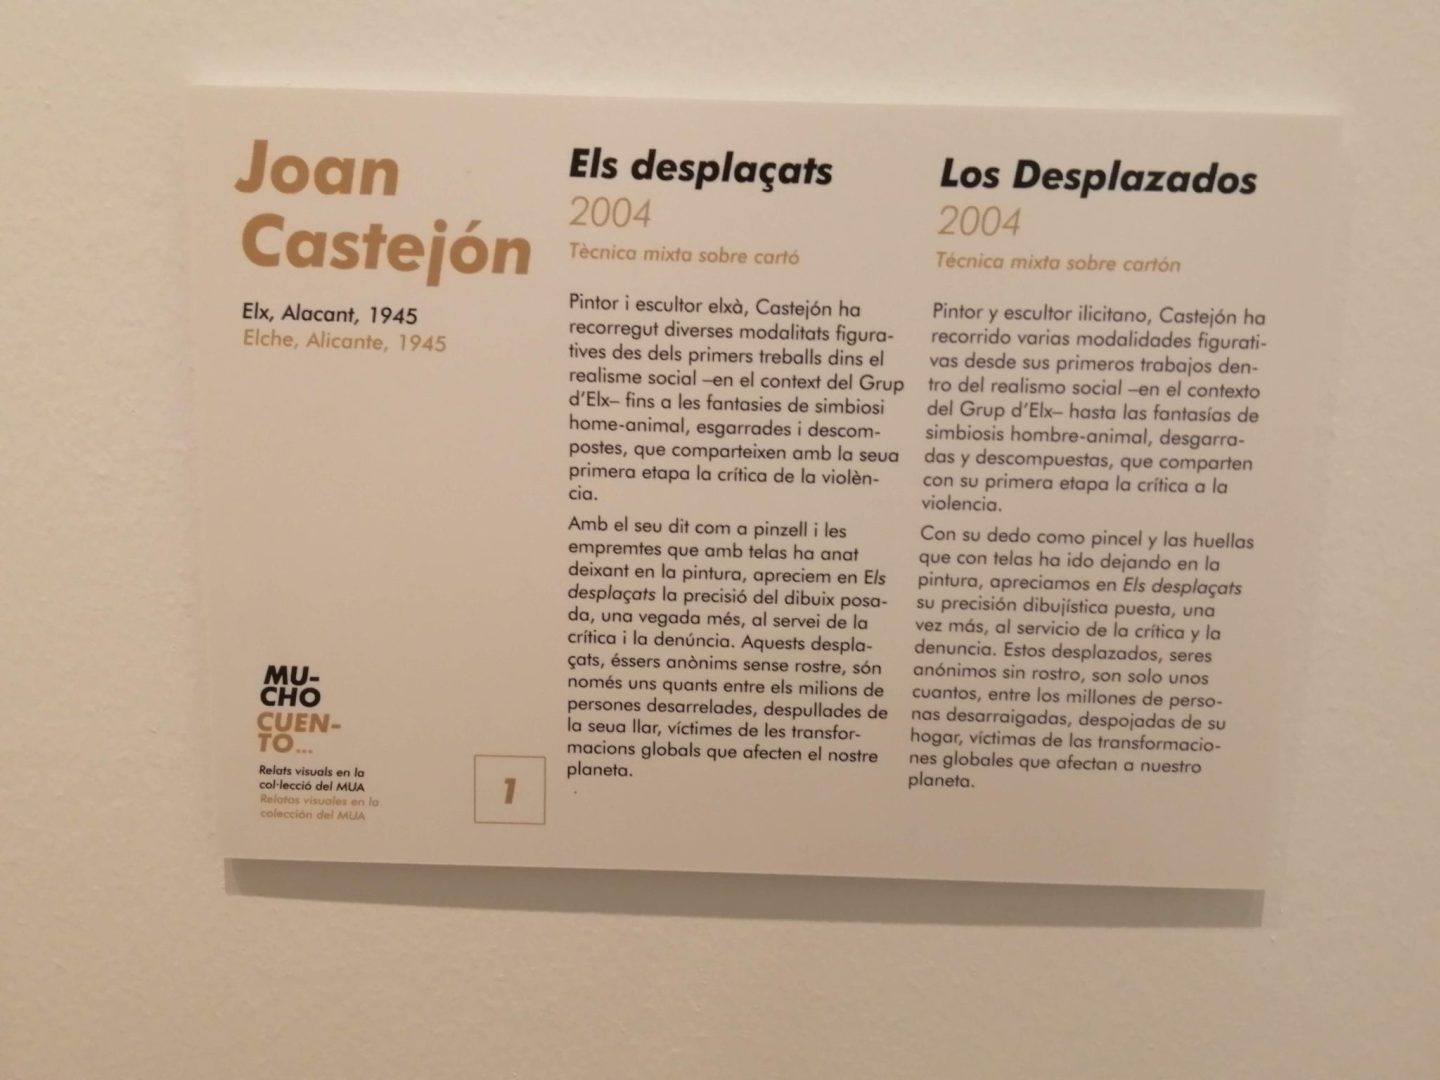 Joan
Castejón
Elx, Alacant, 1945
Elche, Alicante, 1945
MU-
CHO
CUEN-
TO...
Relats visuals en la
col·lecció del MUA
Relatos visuales en la
colección del MUA
1
Els desplaçats
2004
Tècnica mixta sobre cartó
Pintor i escultor elxà, Castejón ha
recorregut diverses modalitats figura-
tives des dels primers treballs dins el
realisme social –en el context del Grup
d'Elx– fins a les fantasies de simbiosi
home-animal, esgarrades i descom-
postes, que comparteixen amb la seua
primera etapa la crítica de la violèn-
cia.
Amb el seu dit com a pinzell i les
empremtes que amb telas ha anat
deixant en la pintura, apreciem en Els
desplaçats la precisió del dibuix posa-
da, una vegada més, al servei de la
crítica i la denúncia. Aquests despla-
çats, éssers anònims sense rostre, són
només uns quants entre els milions de
persones desarrelades, despullades de
la seua llar, víctimes de les transfor-
macions globals que afecten el nostre
planeta.
Los Desplazados
2004
Técnica mixta sobre cartón
Pintor y escultor ilicitano, Castejón ha
recorrido varias modalidades figurati-
vas desde sus primeros trabajos den-
tro del realismo social –en el contexto
del Grup d'Elx– hasta las fantasías de
simbiosis hombre-animal, desgarra-
das y descompuestas, que comparten
con su primera etapa la crítica a la
violencia.
Con su dedo como pincel y las huellas
que con telas ha ido dejando en la
pintura, apreciamos en Els desplaçats
su precisión dibujística puesta, una
vez más, al servicio de la crítica y la
denuncia. Estos desplazados, seres
anónimos sin rostro, son solo unos
cuantos, entre los millones de perso-
nas desarraigadas, despojadas de su
hogar, víctimas de las transformacio-
nes globales que afectan a nuestro
planeta.